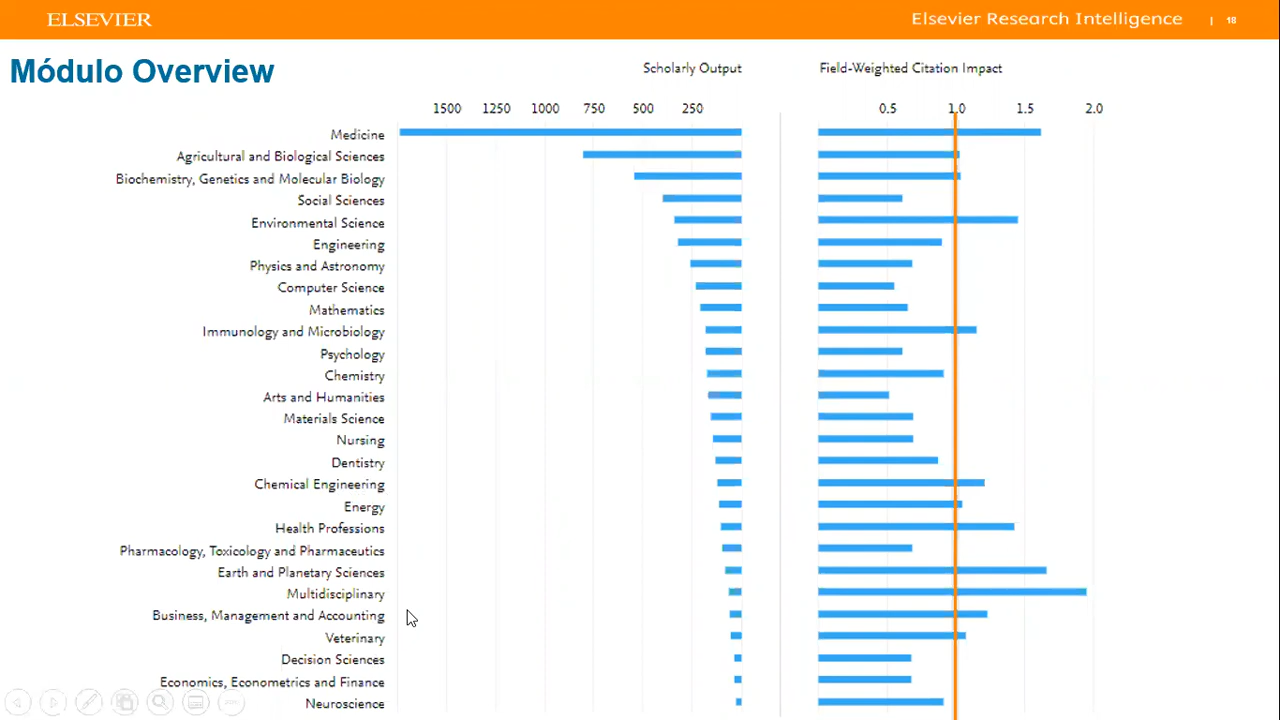 ELSEVIER
Elsevier Research Intelligence | 18
Módulo Overview
Scholarly Output Field-Weighted Citation Impact
1500 1250 1000 750 500 250 0.5 1.0 1.5 2.0
Medicine
Agricultural and Biological Sciences
Biochemistry, Genetics and Molecular Biology
Social Sciences
Environmental Science
Engineering
Physics and Astronomy
Computer Science
Mathematics
Immunology and Microbiology
Psychology
Chemistry
Arts and Humanities
Materials Science
Nursing
Dentistry
Chemical Engineering
Energy
Health Professions
Pharmacology, Toxicology and Pharmaceutics
Earth and Planetary Sciences
Multidisciplinary
Business, Management and Accounting
Veterinary
Decision Sciences
Economics, Econometrics and Finance
Neuroscience